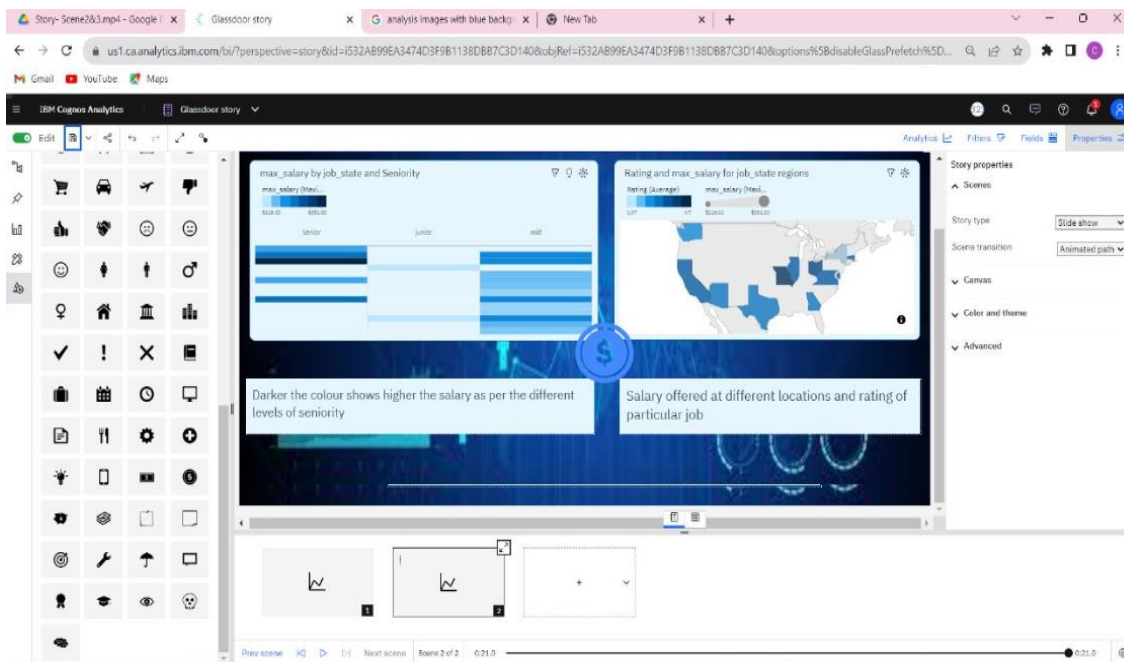 Story- Scene2&3.mp4 - Google
Glassdoor story
analysis images with blue backgr
New Tab
us1.ca.analytics.ibm.com/bi/?perspective=story&id=i532AB99EA3474D3F9B1138DBB7C3D140&objRef=i532AB99EA3474D3F9B1138DBB7C3D140&options%5BdisableGlassPrefetch%5D...
Gmail
YouTube
Maps
IBM Cognos Analytics
Glassdoor story
Edit
Analytics
Filters
Fields
Properties
max_salary by job_state and Seniority
max_salary (Maxi...
Senior
junior
mid
Rating and max_salary for job_state regions
Rating (Average)
max_salary (Maxi...
Darker the colour shows higher the salary as per the different
levels of seniority
Salary offered at different locations and rating of
particular job
Story properties
Scenes
Story type
Slide show
Scene transition
Animated path
Canvas
Color and theme
Advanced
1
2
Prev scene
Next scene
Scene 2 of 2
0:21.0
0:21.0